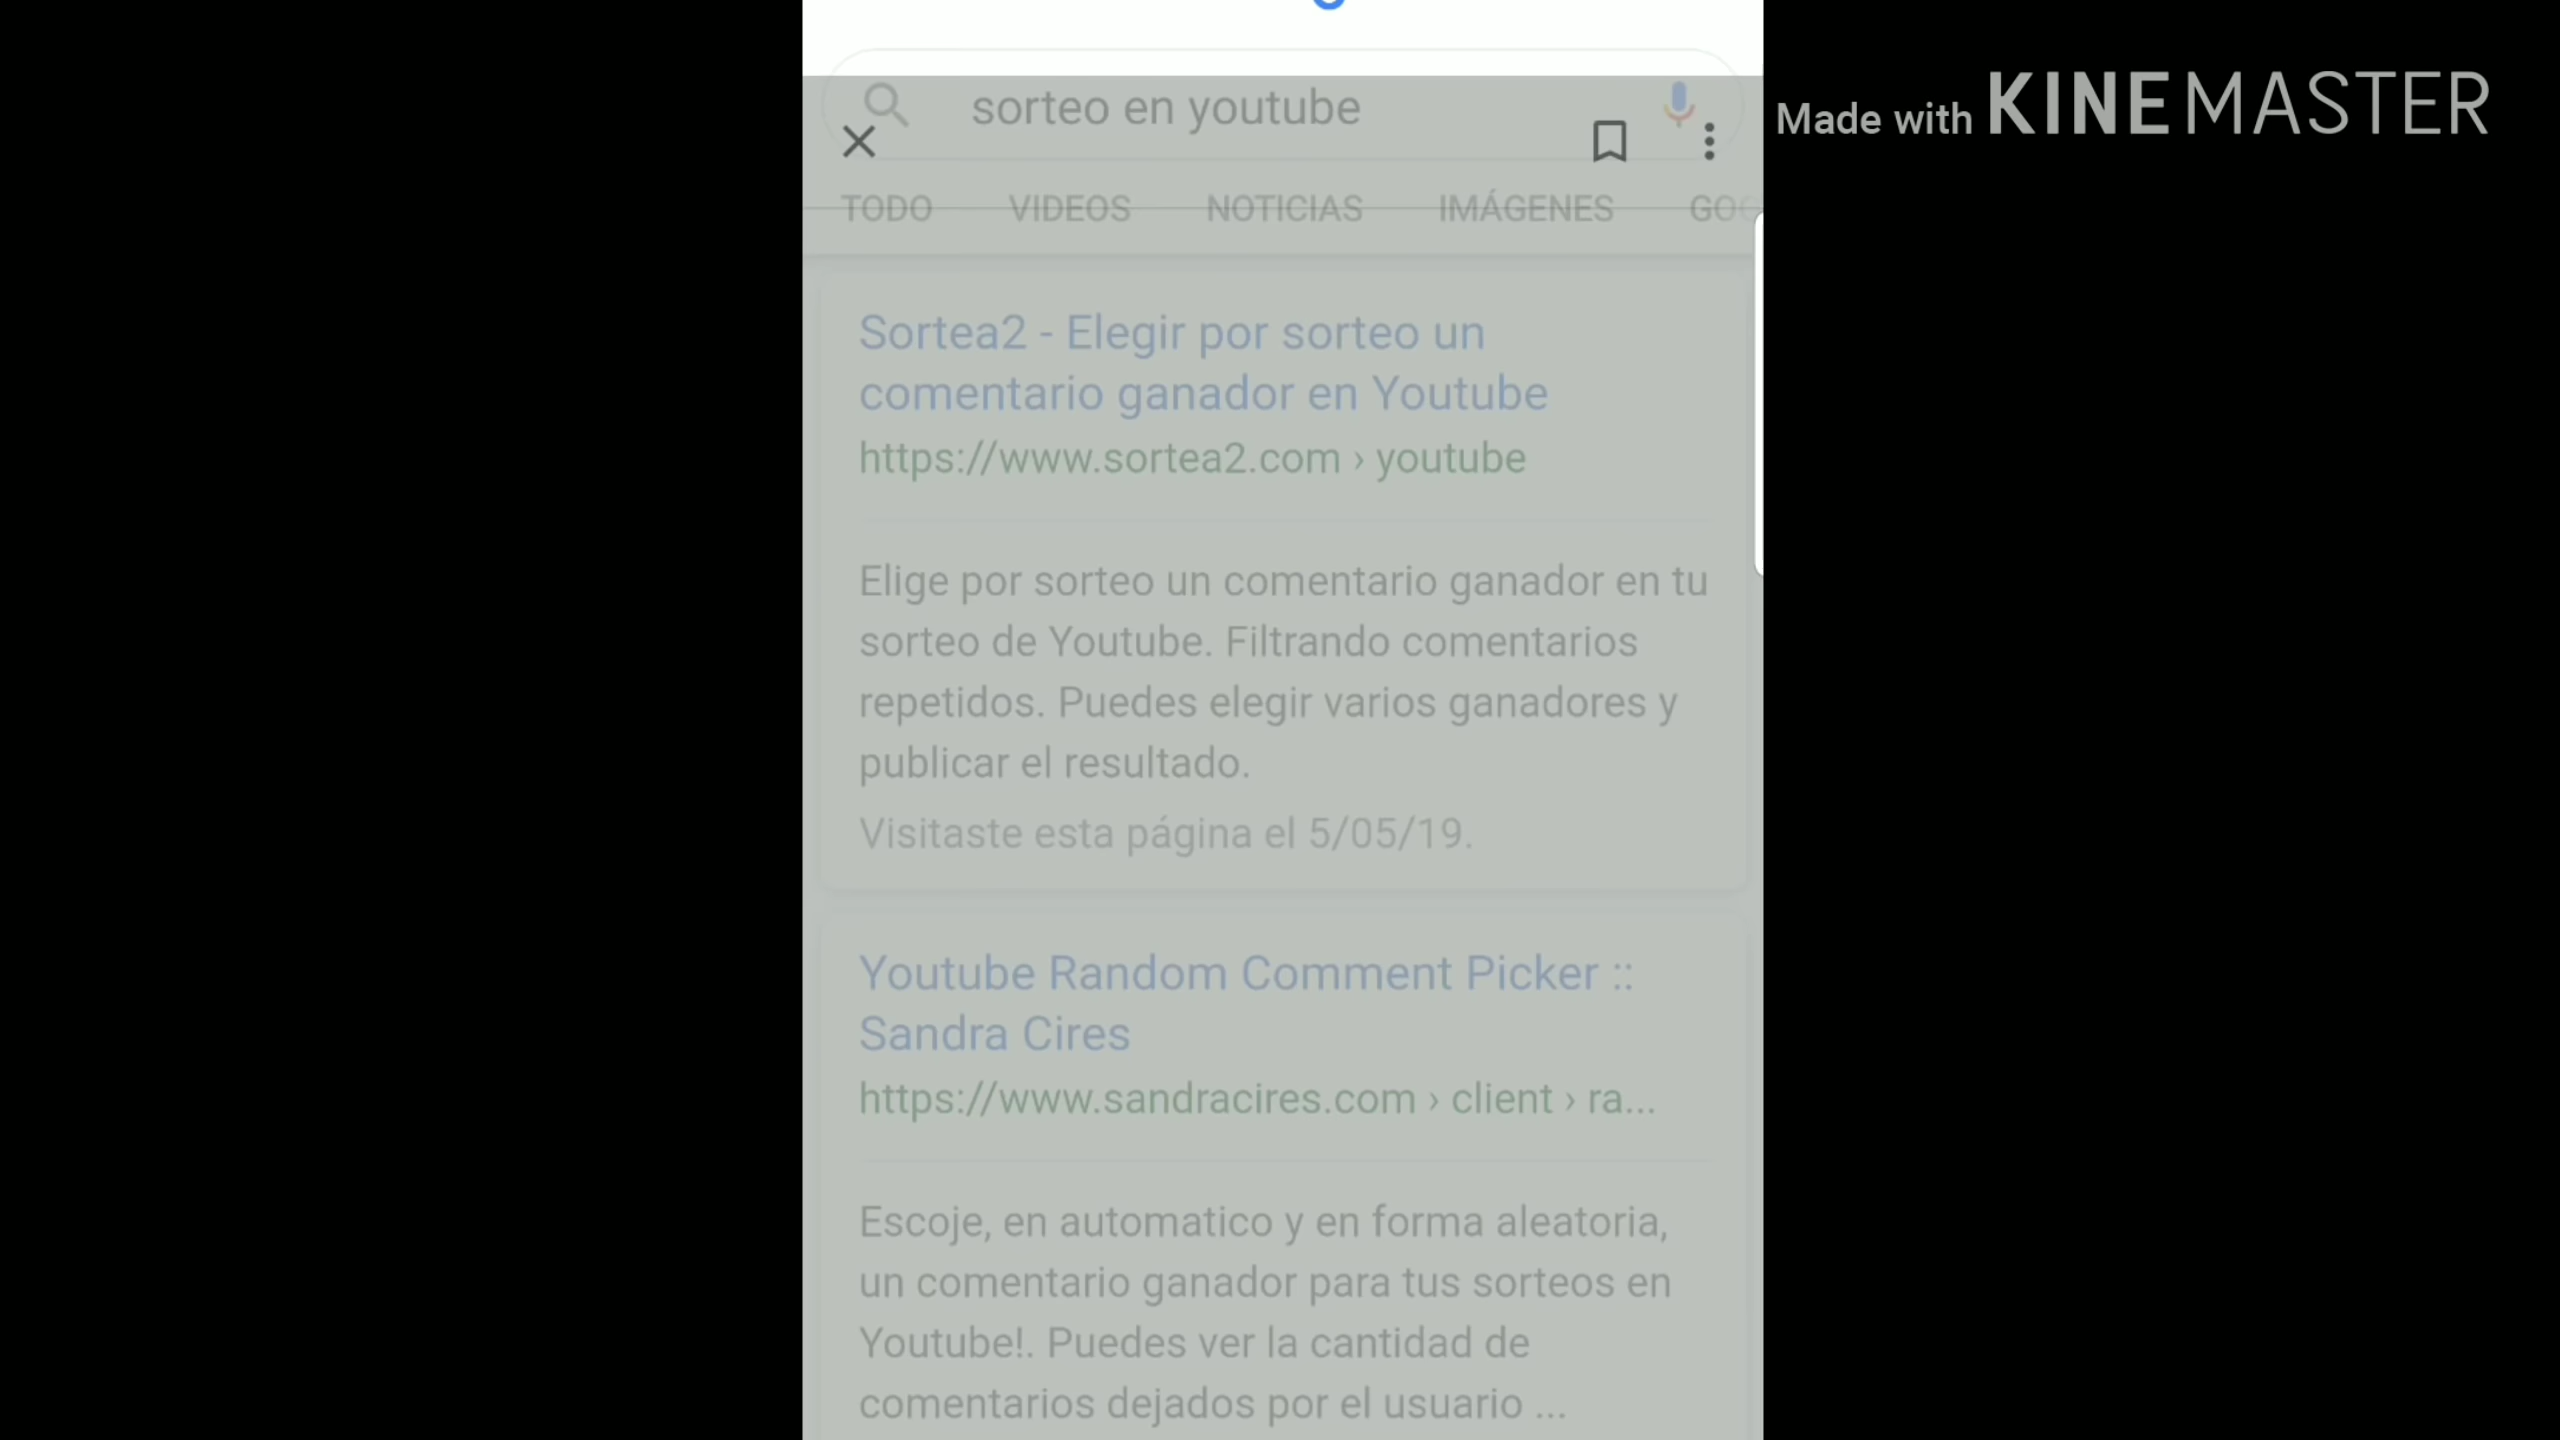 sorteo en youtube
Made with KINEMASTER
TODO VIDEOS NOTICIAS IMÁGENES
Sortea2 - Elegir por sorteo un
comentario ganador en Youtube
https://www.sortea2.com › youtube
Elige por sorteo un comentario ganador en tu
sorteo de Youtube. Filtrando comentarios
repetidos. Puedes elegir varios ganadores y
publicar el resultado.
Visitaste esta página el 5/05/19.
Youtube Random Comment Picker ::
Sandra Cires
https://www.sandracires.com › client › ra...
Escoje, en automatico y en forma aleatoria,
un comentario ganador para tus sorteos en
Youtube!. Puedes ver la cantidad de
comentarios dejados por el usuario ...